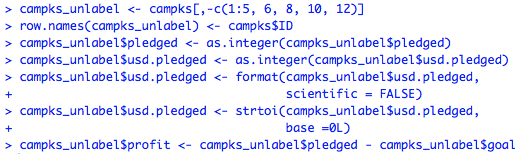 > campks_unlabel <- campks[,-c(1:5, 6, 8, 10, 12)]
> row.names(campks_unlabel) <- campks$ID
> campks_unlabel$pledged <- as.integer(campks_unlabel$pledged)
> campks_unlabel$usd.pledged <- as.integer(campks_unlabel$usd.pledged)
> campks_unlabel$usd.pledged <- format(campks_unlabel$usd.pledged,
+ scientific = FALSE)
> campks_unlabel$usd.pledged <- strtoi(campks_unlabel$usd.pledged,
+ base =0L)
> campks_unlabel$profit <- campks_unlabel$pledged - campks_unlabel$goal